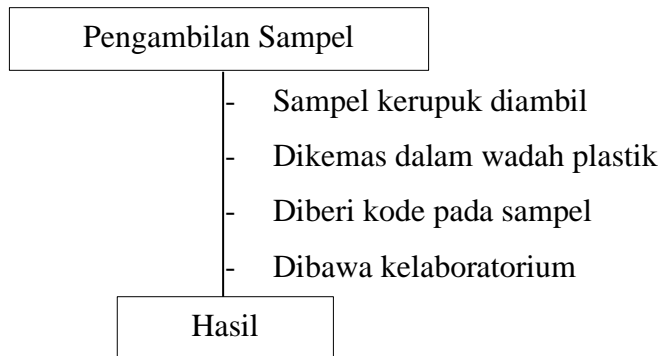 Pengambilan Sampel
- Sampel kerupuk diambil
- Dikemas dalam wadah plastik
- Diberi kode pada sampel
- Dibawa kelaboratorium
Hasil